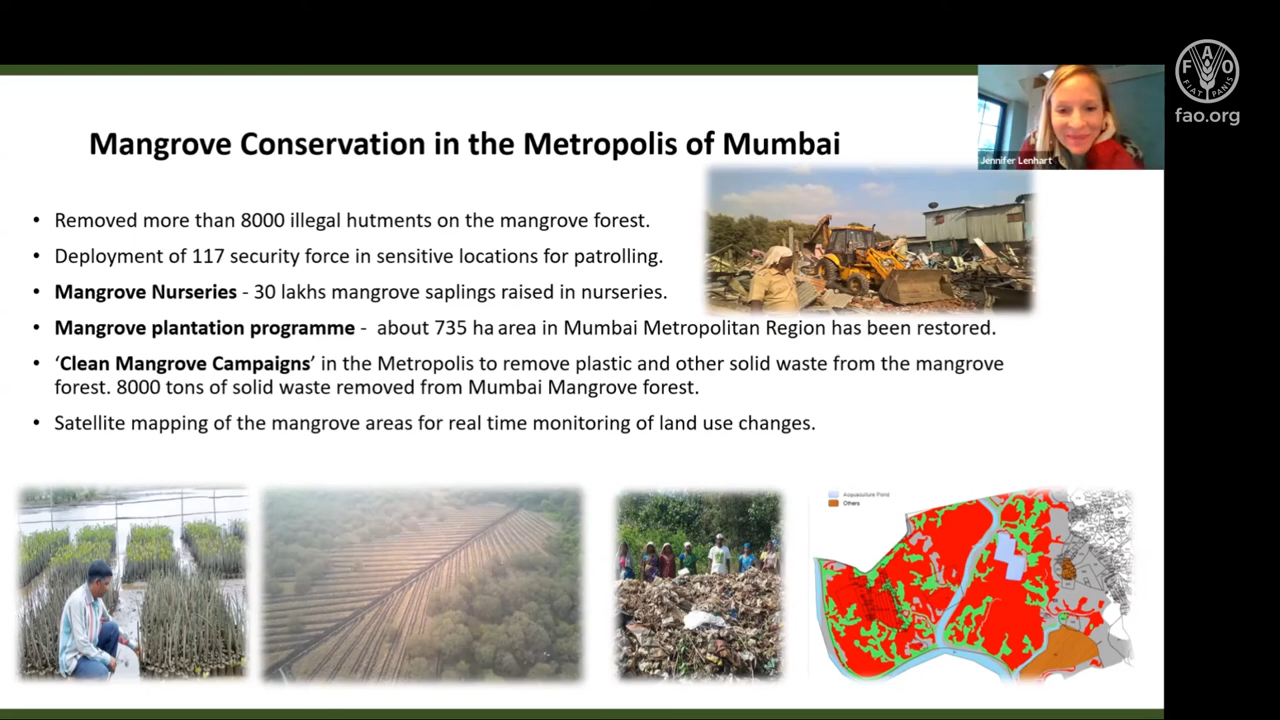 FAO
FIAT PANIS
fao.org
Jennifer Lenhart
Mangrove Conservation in the Metropolis of Mumbai
• Removed more than 8000 illegal hutments on the mangrove forest.
• Deployment of 117 security force in sensitive locations for patrolling.
• Mangrove Nurseries - 30 lakhs mangrove saplings raised in nurseries.
• Mangrove plantation programme - about 735 ha area in Mumbai Metropolitan Region has been restored.
• ‘Clean Mangrove Campaigns’ in the Metropolis to remove plastic and other solid waste from the mangrove
forest. 8000 tons of solid waste removed from Mumbai Mangrove forest.
• Satellite mapping of the mangrove areas for real time monitoring of land use changes.
Aquaculture Pond
Others